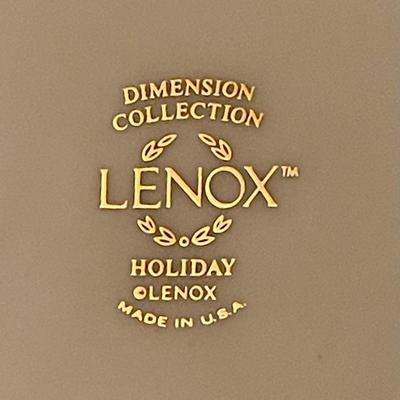 DIMENSION
COLLECTION
LENOX™
HOLIDAY
©LENOX
MADE IN U.S.A.